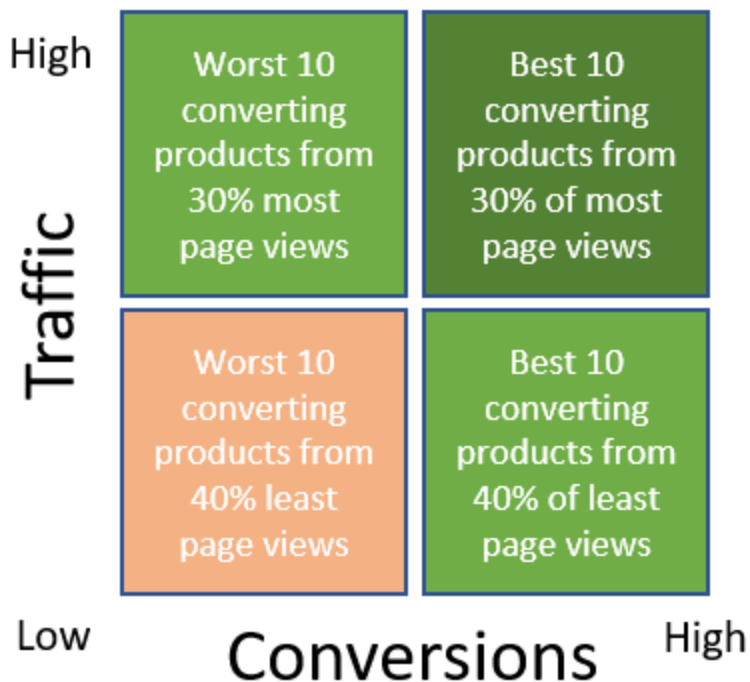 High
Worst 10
converting
products from
30% most
page views
Best 10
converting
products from
30% of most
page views
Traffic
Worst 10
converting
products from
40% least
page views
Best 10
converting
products from
40% of least
page views
Low
Conversions
High